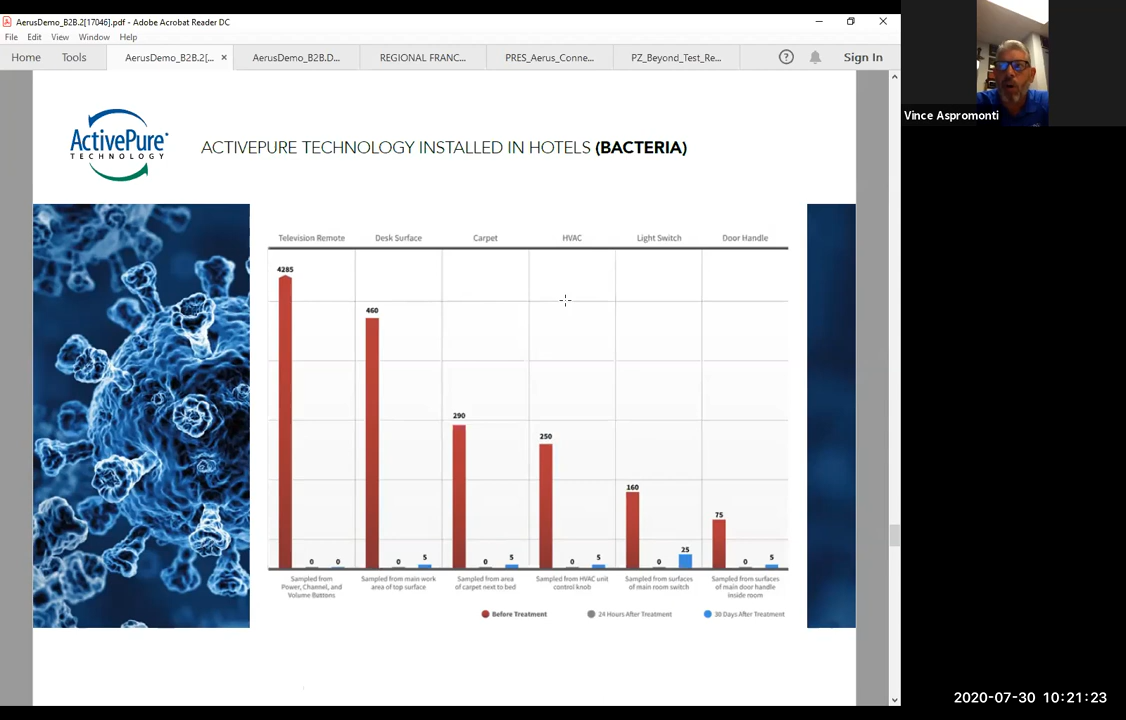 AerusDemo_B2B.2[17046].pdf - Adobe Acrobat Reader DC
File Edit View Window Help
Home Tools AerusDemo_B2B.2[... × AerusDemo_B2B.D... REGIONAL FRANC... PRES_Aerus_Conne... PZ_Beyond_Test_Re... Sign In
Vince Aspromonti
ActivePure
TECHNOLOGY
ACTIVEPURE TECHNOLOGY INSTALLED IN HOTELS (BACTERIA)
Television Remote Desk Surface Carpet HVAC Light Switch Door Handle
4285
460
290
250
160
75
0 0 0 5 0 5 0 5 0 25 0 5
Sampled from
Power, Channel, and
Volume Buttons
Sampled from main work
area of top surface
Sampled from area
of carpet next to bed
Sampled from HVAC unit
control knob
Sampled from surfaces
of main room switch
Sampled from surfaces
of main door handle
inside room
Before Treatment 24 Hours After Treatment 30 Days After Treatment
2020-07-30 10:21:23